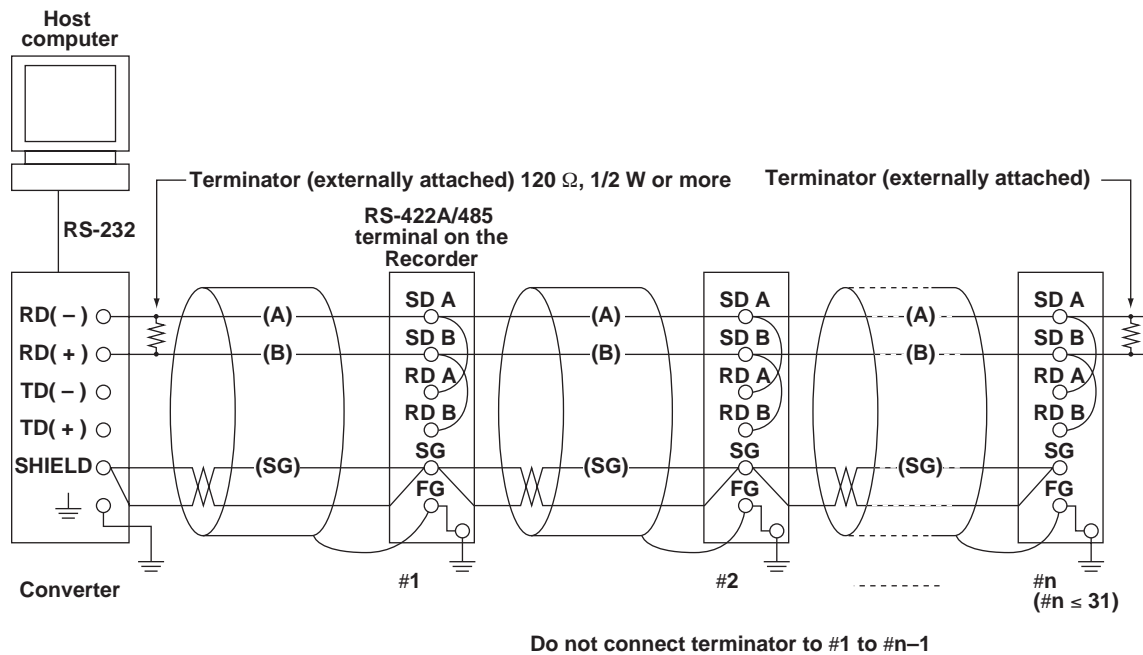 Host
computer
Terminator (externally attached) 120 Ω, 1/2 W or more
Terminator (externally attached)
RS-232
RS-422A/485
terminal on the
Recorder
RD( – )
RD( + )
TD( – )
TD( + )
SHIELD
(A)
(B)
(SG)
SD A
SD B
RD A
RD B
SG
FG
(A)
(B)
(SG)
SD A
SD B
RD A
RD B
SG
FG
(A)
(B)
(SG)
SD A
SD B
RD A
RD B
SG
FG
Converter
#1
#2
#n
(#n ≤ 31)
Do not connect terminator to #1 to #n–1